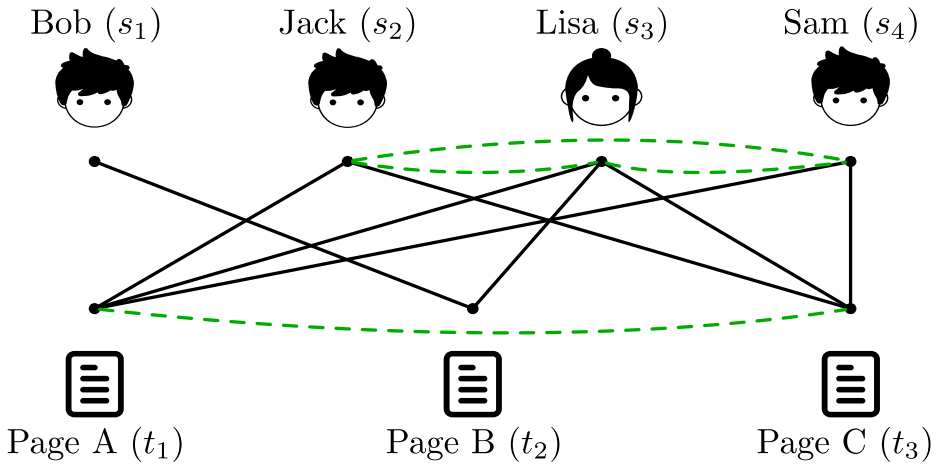 Bob (s₁) Jack (s₂) Lisa (s₃) Sam (s₄)
Page A (t₁) Page B (t₂) Page C (t₃)